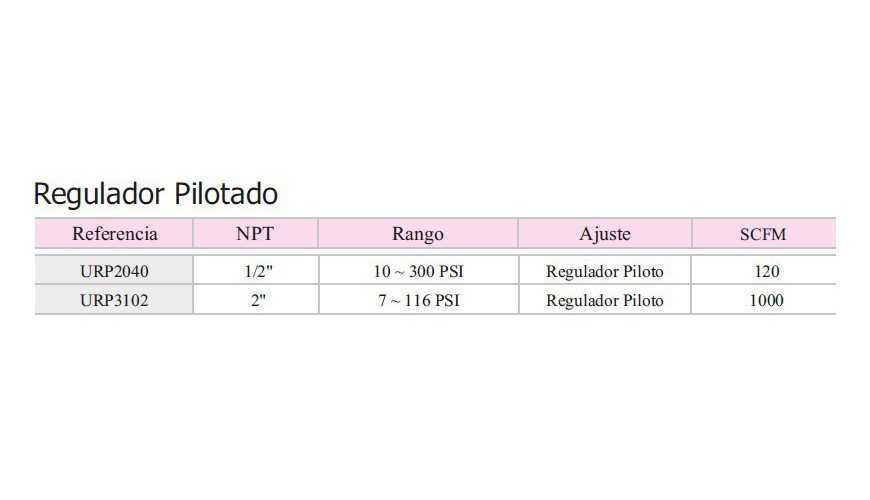 Regulador Pilotado
Referencia NPT Rango Ajuste SCFM
URP2040 1/2" 10 ~ 300 PSI Regulador Piloto 120
URP3102 2" 7 ~ 116 PSI Regulador Piloto 1000